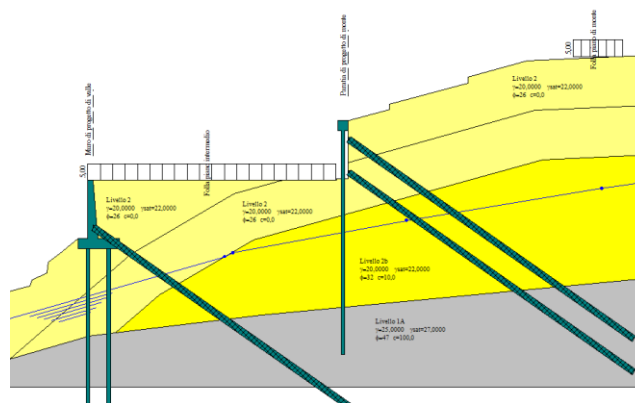 Paratia di progetto di monte
5,00
Folla piano di monte
Livello 2
γ=20,0000 γsat=22,0000
ϕ=26 c=0,0
Muro di progetto di valle
5,00
Folla piano intermedio
Livello 2
γ=20,0000 γsat=22,0000
ϕ=26 c=0,0
Livello 2
γ=20,0000 γsat=22,0000
ϕ=26 c=0,0
Livello 2b
γ=20,0000 γsat=22,0000
ϕ=32 c=10,0
Livello 1A
γ=25,0000 γsat=27,0000
ϕ=47 c=100,0